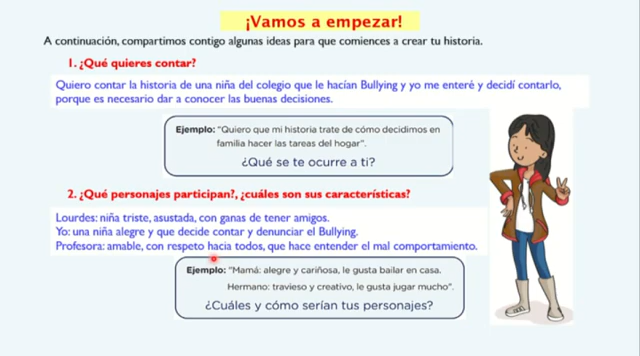 ¡Vamos a empezar!
A continuación, compartimos contigo algunas ideas para que comiences a crear tu historia.
1. ¿Qué quieres contar?
Quiero contar la historia de una niña del colegio que le hacían Bullying y yo me enteré y decidí contarlo,
porque es necesario dar a conocer las buenas decisiones.
Ejemplo: "Quiero que mi historia trate de cómo decidimos en
familia hacer las tareas del hogar".
¿Qué se te ocurre a ti?
2. ¿Qué personajes participan?, ¿cuáles son sus características?
Lourdes: niña triste, asustada, con ganas de tener amigos.
Yo: una niña alegre y que decide contar y denunciar el Bullying.
Profesora: amable, con respeto hacia todos, que hace entender el mal comportamiento.
Ejemplo: "Mamá: alegre y cariñosa, le gusta bailar en casa.
Hermano: travieso y creativo, le gusta jugar mucho".
¿Cuáles y cómo serían tus personajes?